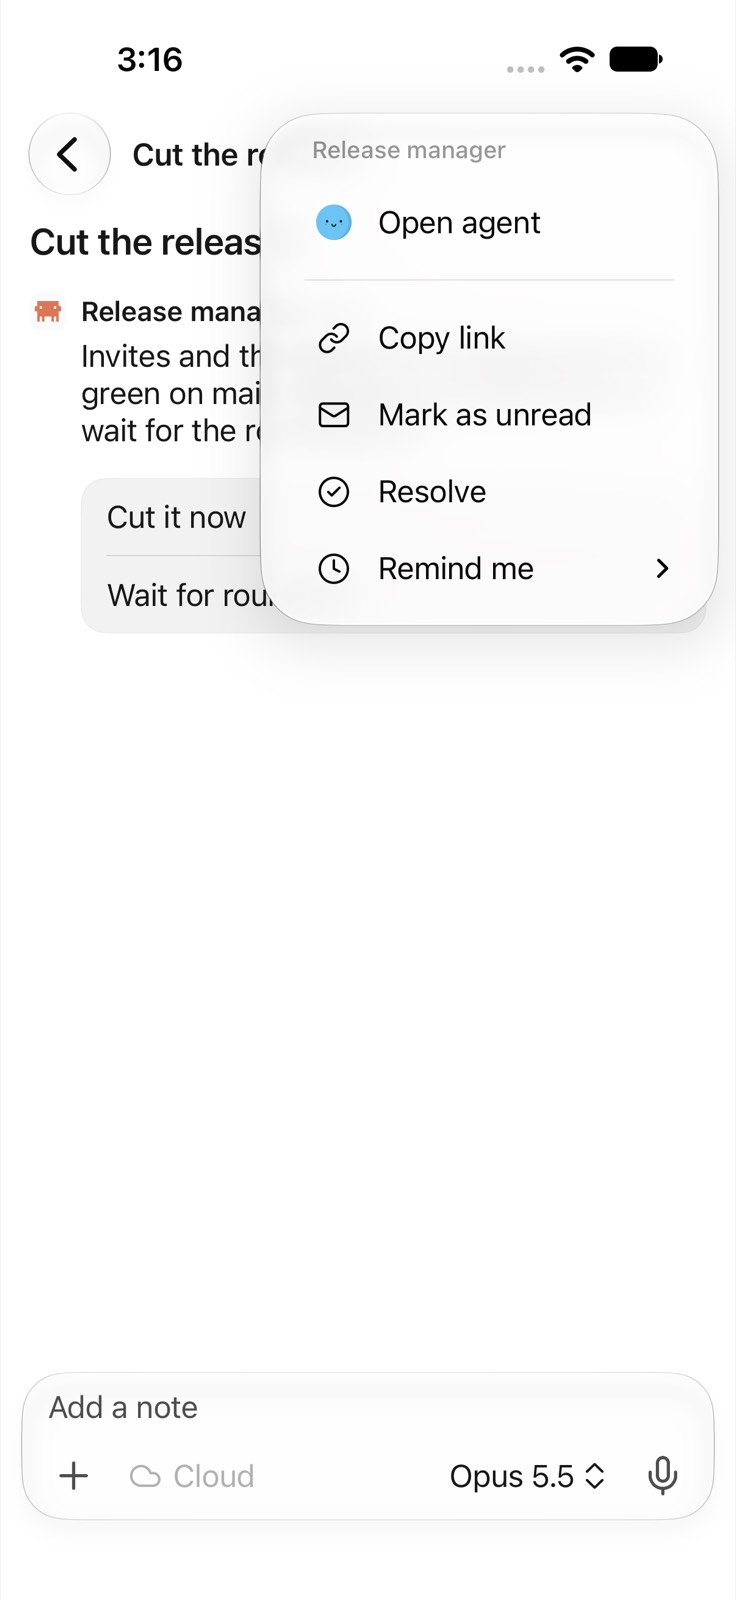 3:16
Cut the re
Release manager
Open agent
Cut the releas
Release mana
Copy link
Invites and th
green on mai
Mark as unread
wait for the r
Resolve
Cut it now
Remind me
Wait for rou
Add a note
Cloud
Opus 5.5